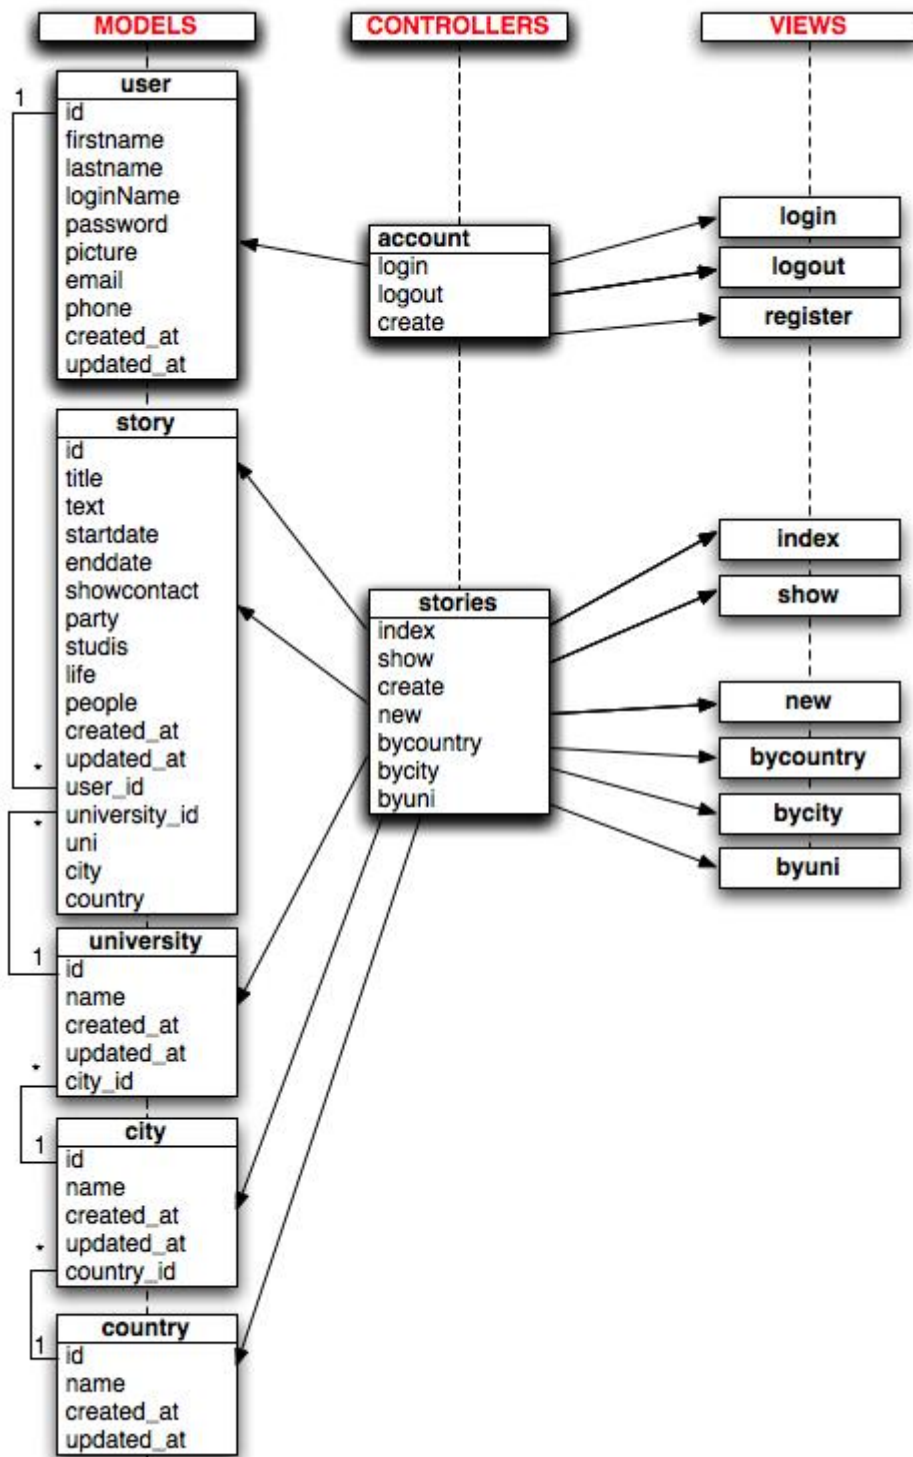 MODELS
CONTROLLERS
VIEWS
user
1
id
firstname
lastname
loginName
password
picture
email
phone
created_at
updated_at
account
login
logout
create
login
logout
register
story
id
title
text
startdate
enddate
showcontact
party
studis
life
people
created_at
updated_at
*
user_id
university_id
*
uni
city
country
stories
index
show
create
new
bycountry
bycity
byuni
index
show
new
bycountry
bycity
byuni
university
1
id
name
created_at
updated_at
*
city_id
city
1
id
name
created_at
updated_at
*
country_id
country
1
id
name
created_at
updated_at